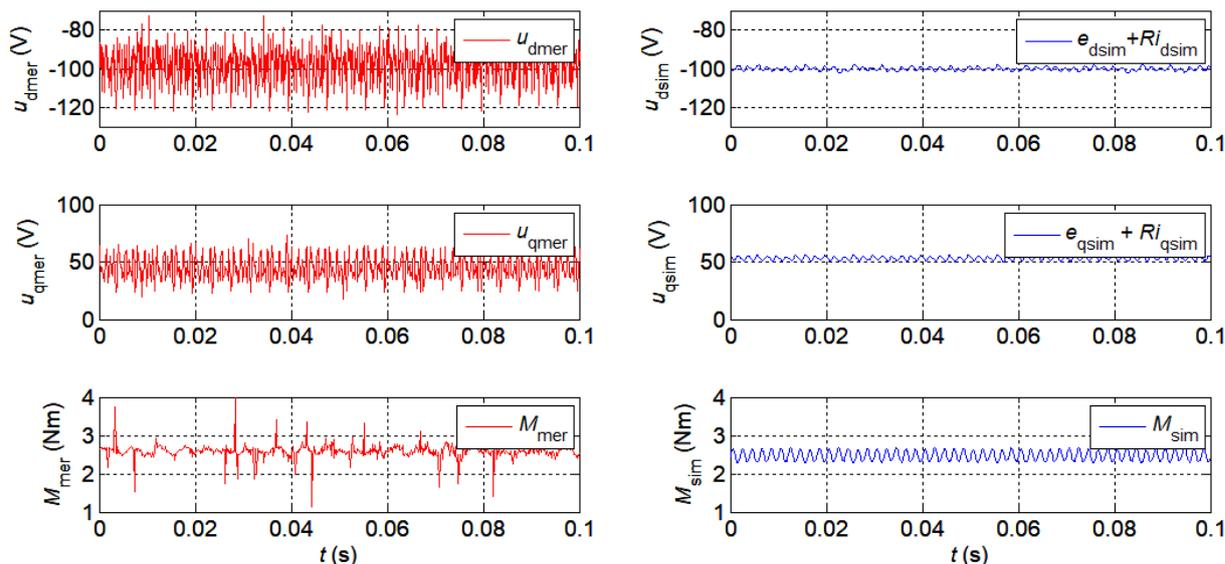 -80
-100
-120
u_dmer (V)
u_dmer
0 0.02 0.04 0.06 0.08 0.1
-80
-100
-120
u_dsim (V)
e_dsim+Ri_dsim
0 0.02 0.04 0.06 0.08 0.1
100
50
0
u_qmer (V)
u_qmer
0 0.02 0.04 0.06 0.08 0.1
100
50
0
u_qsim (V)
e_qsim + Ri_qsim
0 0.02 0.04 0.06 0.08 0.1
4
3
2
1
M_mer (Nm)
M_mer
0 0.02 0.04 0.06 0.08 0.1
t (s)
4
3
2
1
M_sim (Nm)
M_sim
0 0.02 0.04 0.06 0.08 0.1
t (s)